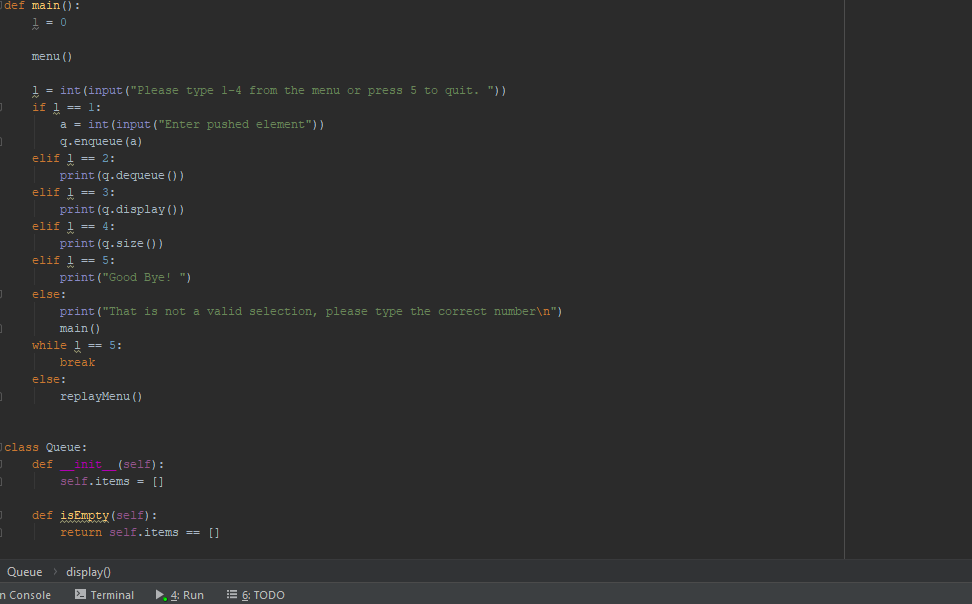 def main():
    l = 0
    menu()
    l = int(input("Please type 1-4 from the menu or press 5 to quit. "))
    if l == 1:
        a = int(input("Enter pushed element"))
        q.enqueue(a)
    elif l == 2:
        print(q.dequeue())
    elif l == 3:
        print(q.display())
    elif l == 4:
        print(q.size())
    elif l == 5:
        print("Good Bye! ")
    else:
        print("That is not a valid selection, please type the correct number\n")
        main()
    while l == 5:
        break
    else:
        replayMenu()
class Queue:
    def __init__(self):
        self.items = []
    def isEmpty(self):
        return self.items == []
Queue › display()
n Console Terminal 4: Run 6: TODO